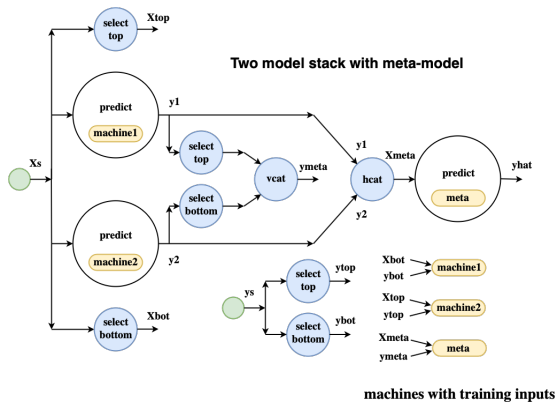 select
top
Xtop
Two model stack with meta-model
predict
machine1
y1
select
top
y1
Xs
Xmeta
vcat
ymeta
hcat
predict
meta
yhat
select
bottom
predict
machine2
y2
y2
select
top
ytop
ys
Xbot
ybot
machine1
select
bottom
Xbot
select
bottom
ybot
Xtop
ytop
machine2
Xmeta
ymeta
meta
machines with training inputs